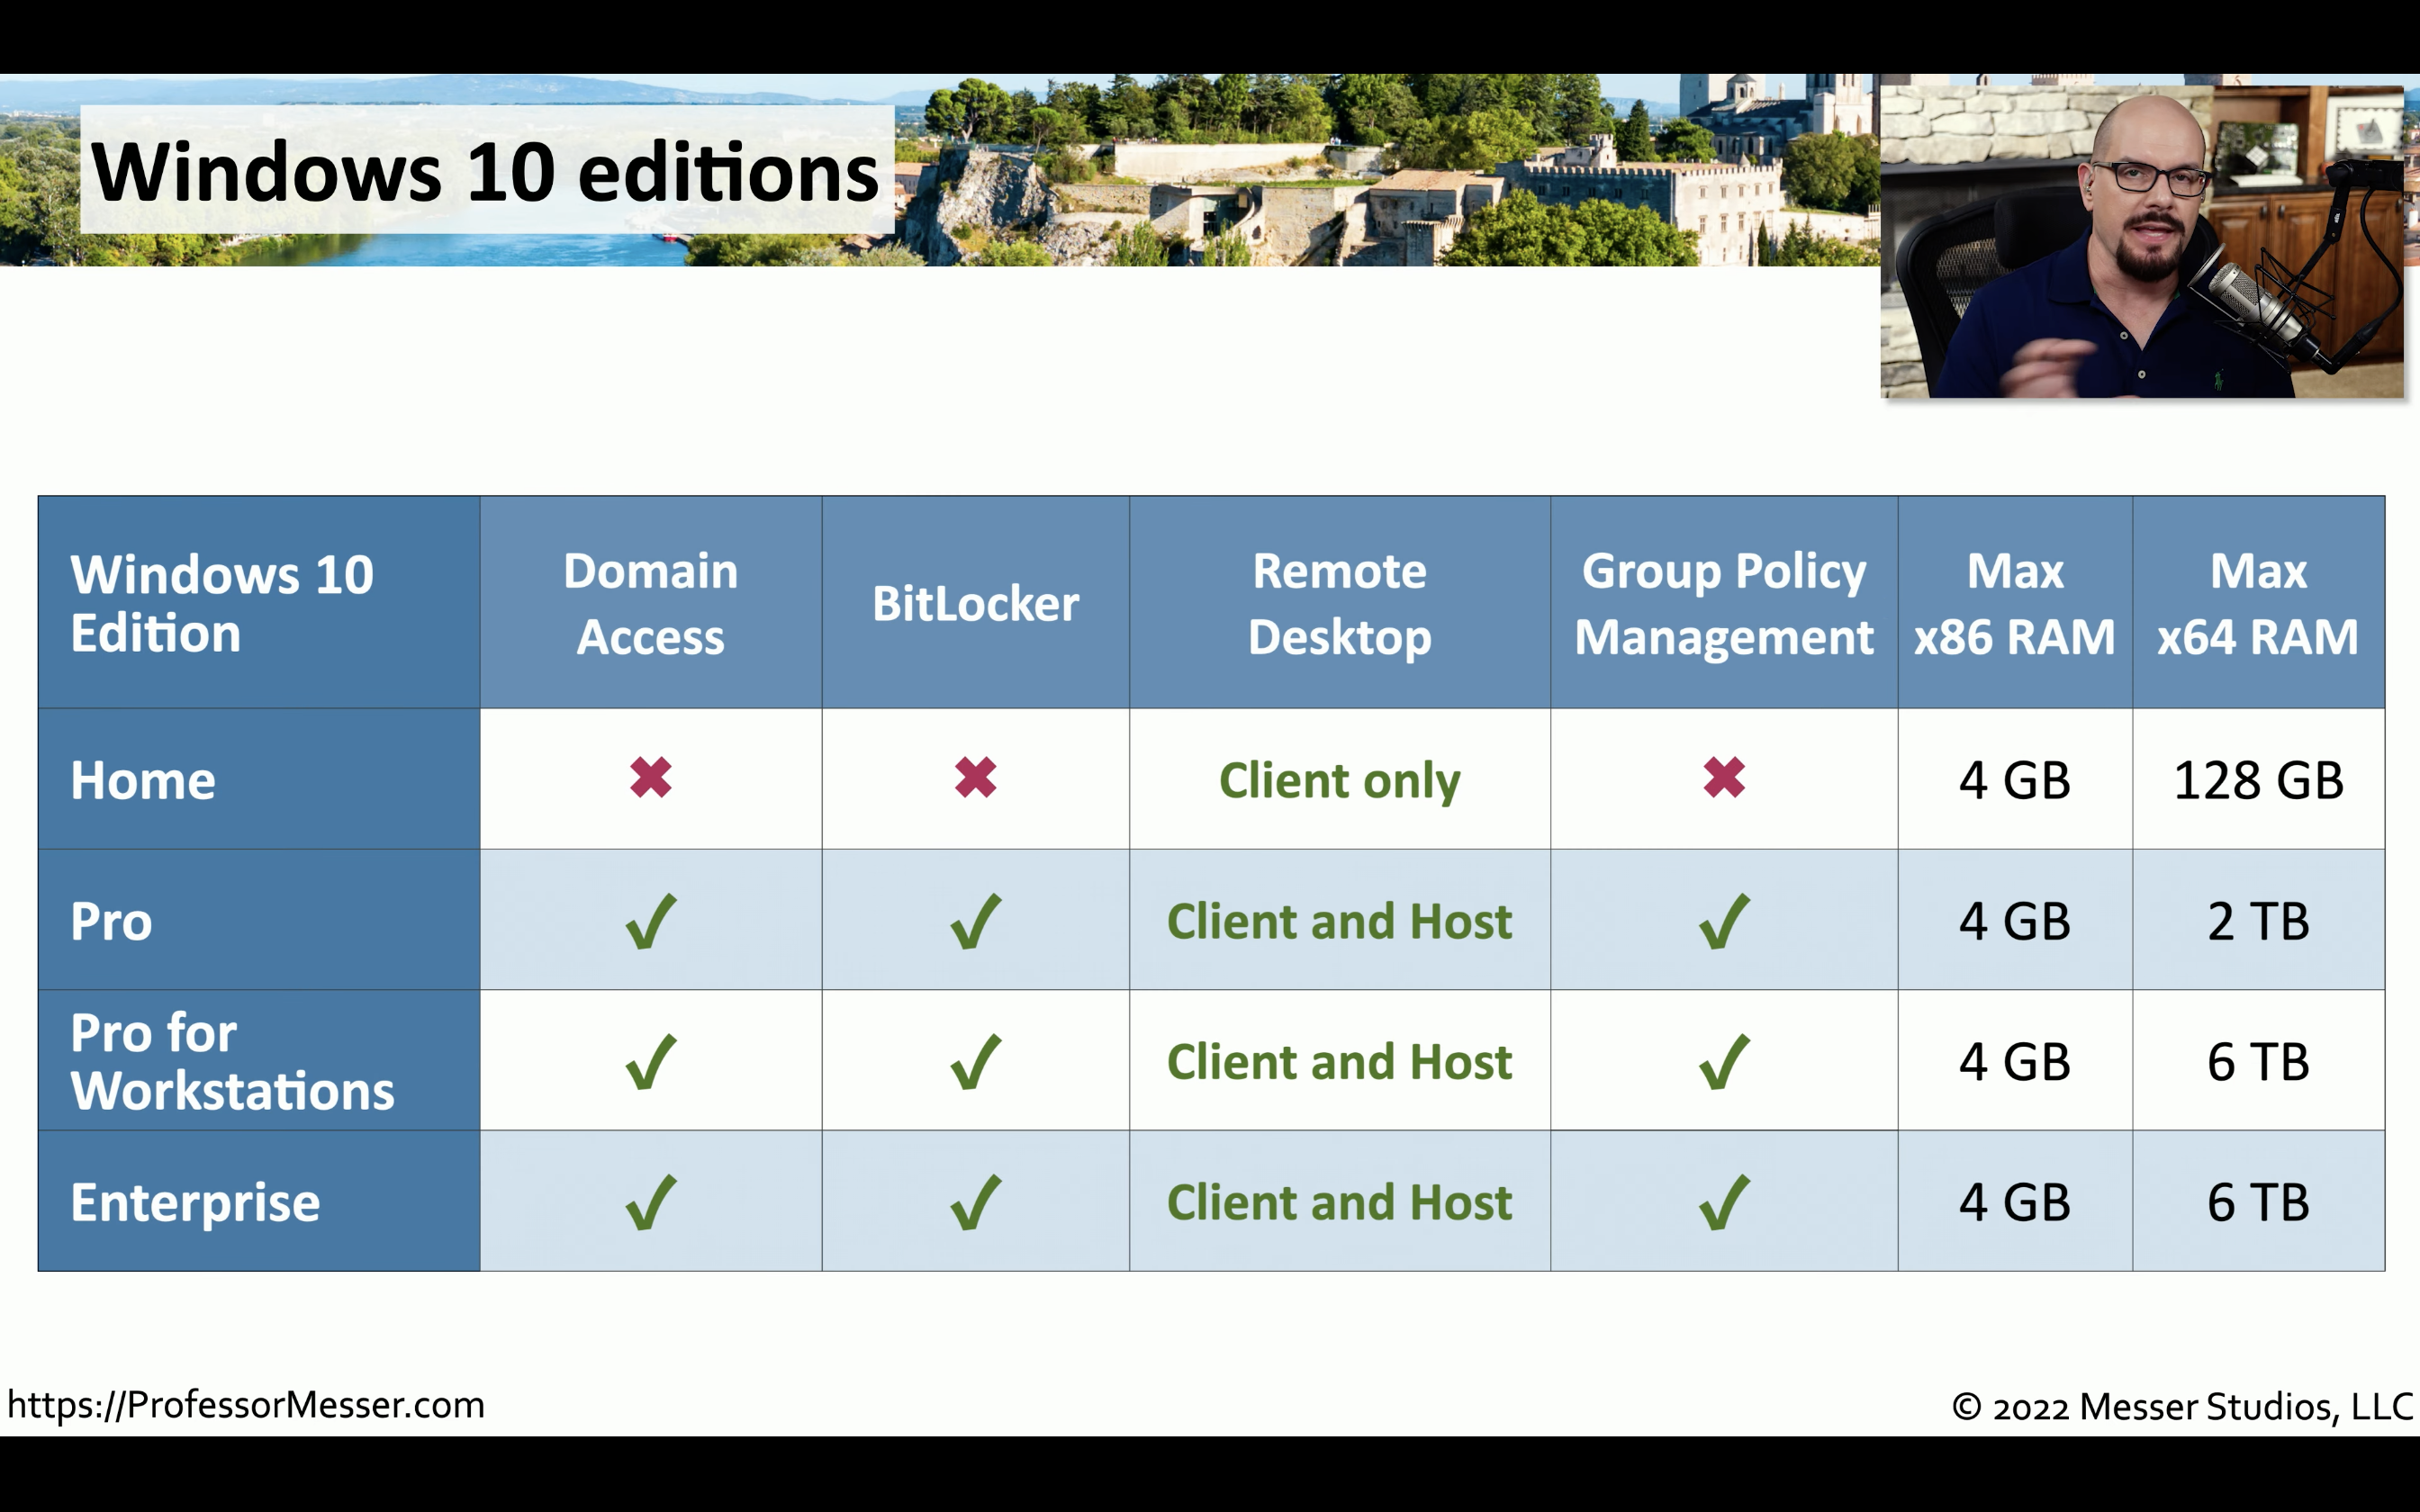 Windows 10 editions
Windows 10 Edition Domain Access BitLocker Remote Desktop Group Policy Management Max x86 RAM Max x64 RAM
Home ✖ ✖ Client only ✖ 4 GB 128 GB
Pro ✓ ✓ Client and Host ✓ 4 GB 2 TB
Pro for Workstations ✓ ✓ Client and Host ✓ 4 GB 6 TB
Enterprise ✓ ✓ Client and Host ✓ 4 GB 6 TB
https://ProfessorMesser.com © 2022 Messer Studios, LLC